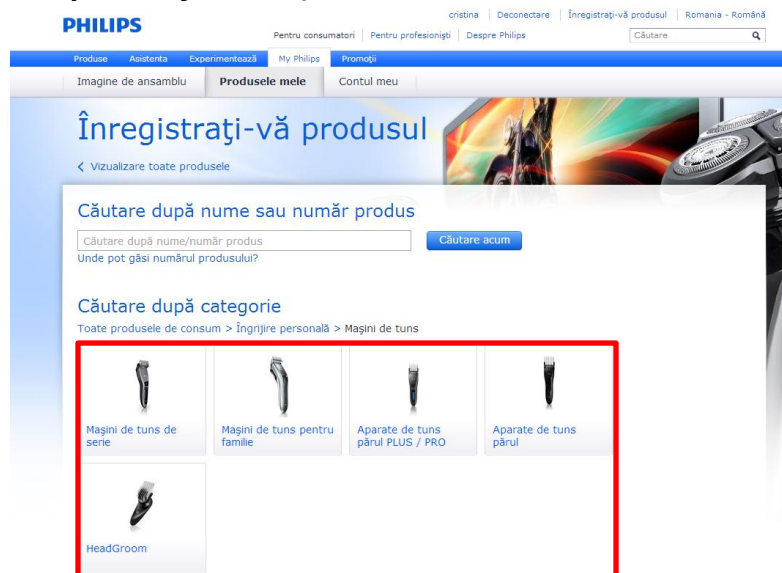 cristina Deconectare Înregistraţi-vă produsul Romania - Română
PHILIPS
Pentru consumatori Pentru profesionişti Despre Philips Căutare
Produse Asistenta Experimentează My Philips Promoţii
Imagine de ansamblu Produsele mele Contul meu
Înregistraţi-vă produsul
Vizualizare toate produsele
Căutare după nume sau număr produs
Căutare după nume/număr produs Căutare acum
Unde pot găsi numărul produsului?
Căutare după categorie
Toate produsele de consum > Îngrijire personală > Maşini de tuns
Maşini de tuns de
serie
Maşini de tuns pentru
familie
Aparate de tuns
părul PLUS / PRO
Aparate de tuns
părul
HeadGroom